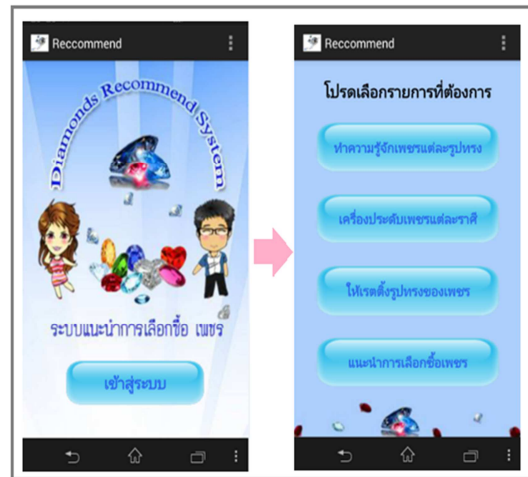 Reccommend
Diamonds Recommend System
ระบบแนะนำการเลือกซื้อ เพชร
เข้าสู่ระบบ
Reccommend
โปรดเลือกรายการที่ต้องการ
ทำความรู้จักเพชรแต่ละรูปทรง
เครื่องประดับเพชรแต่ละราศี
ให้เรตติ้งรูปทรงของเพชร
แนะนำการเลือกซื้อเพชร